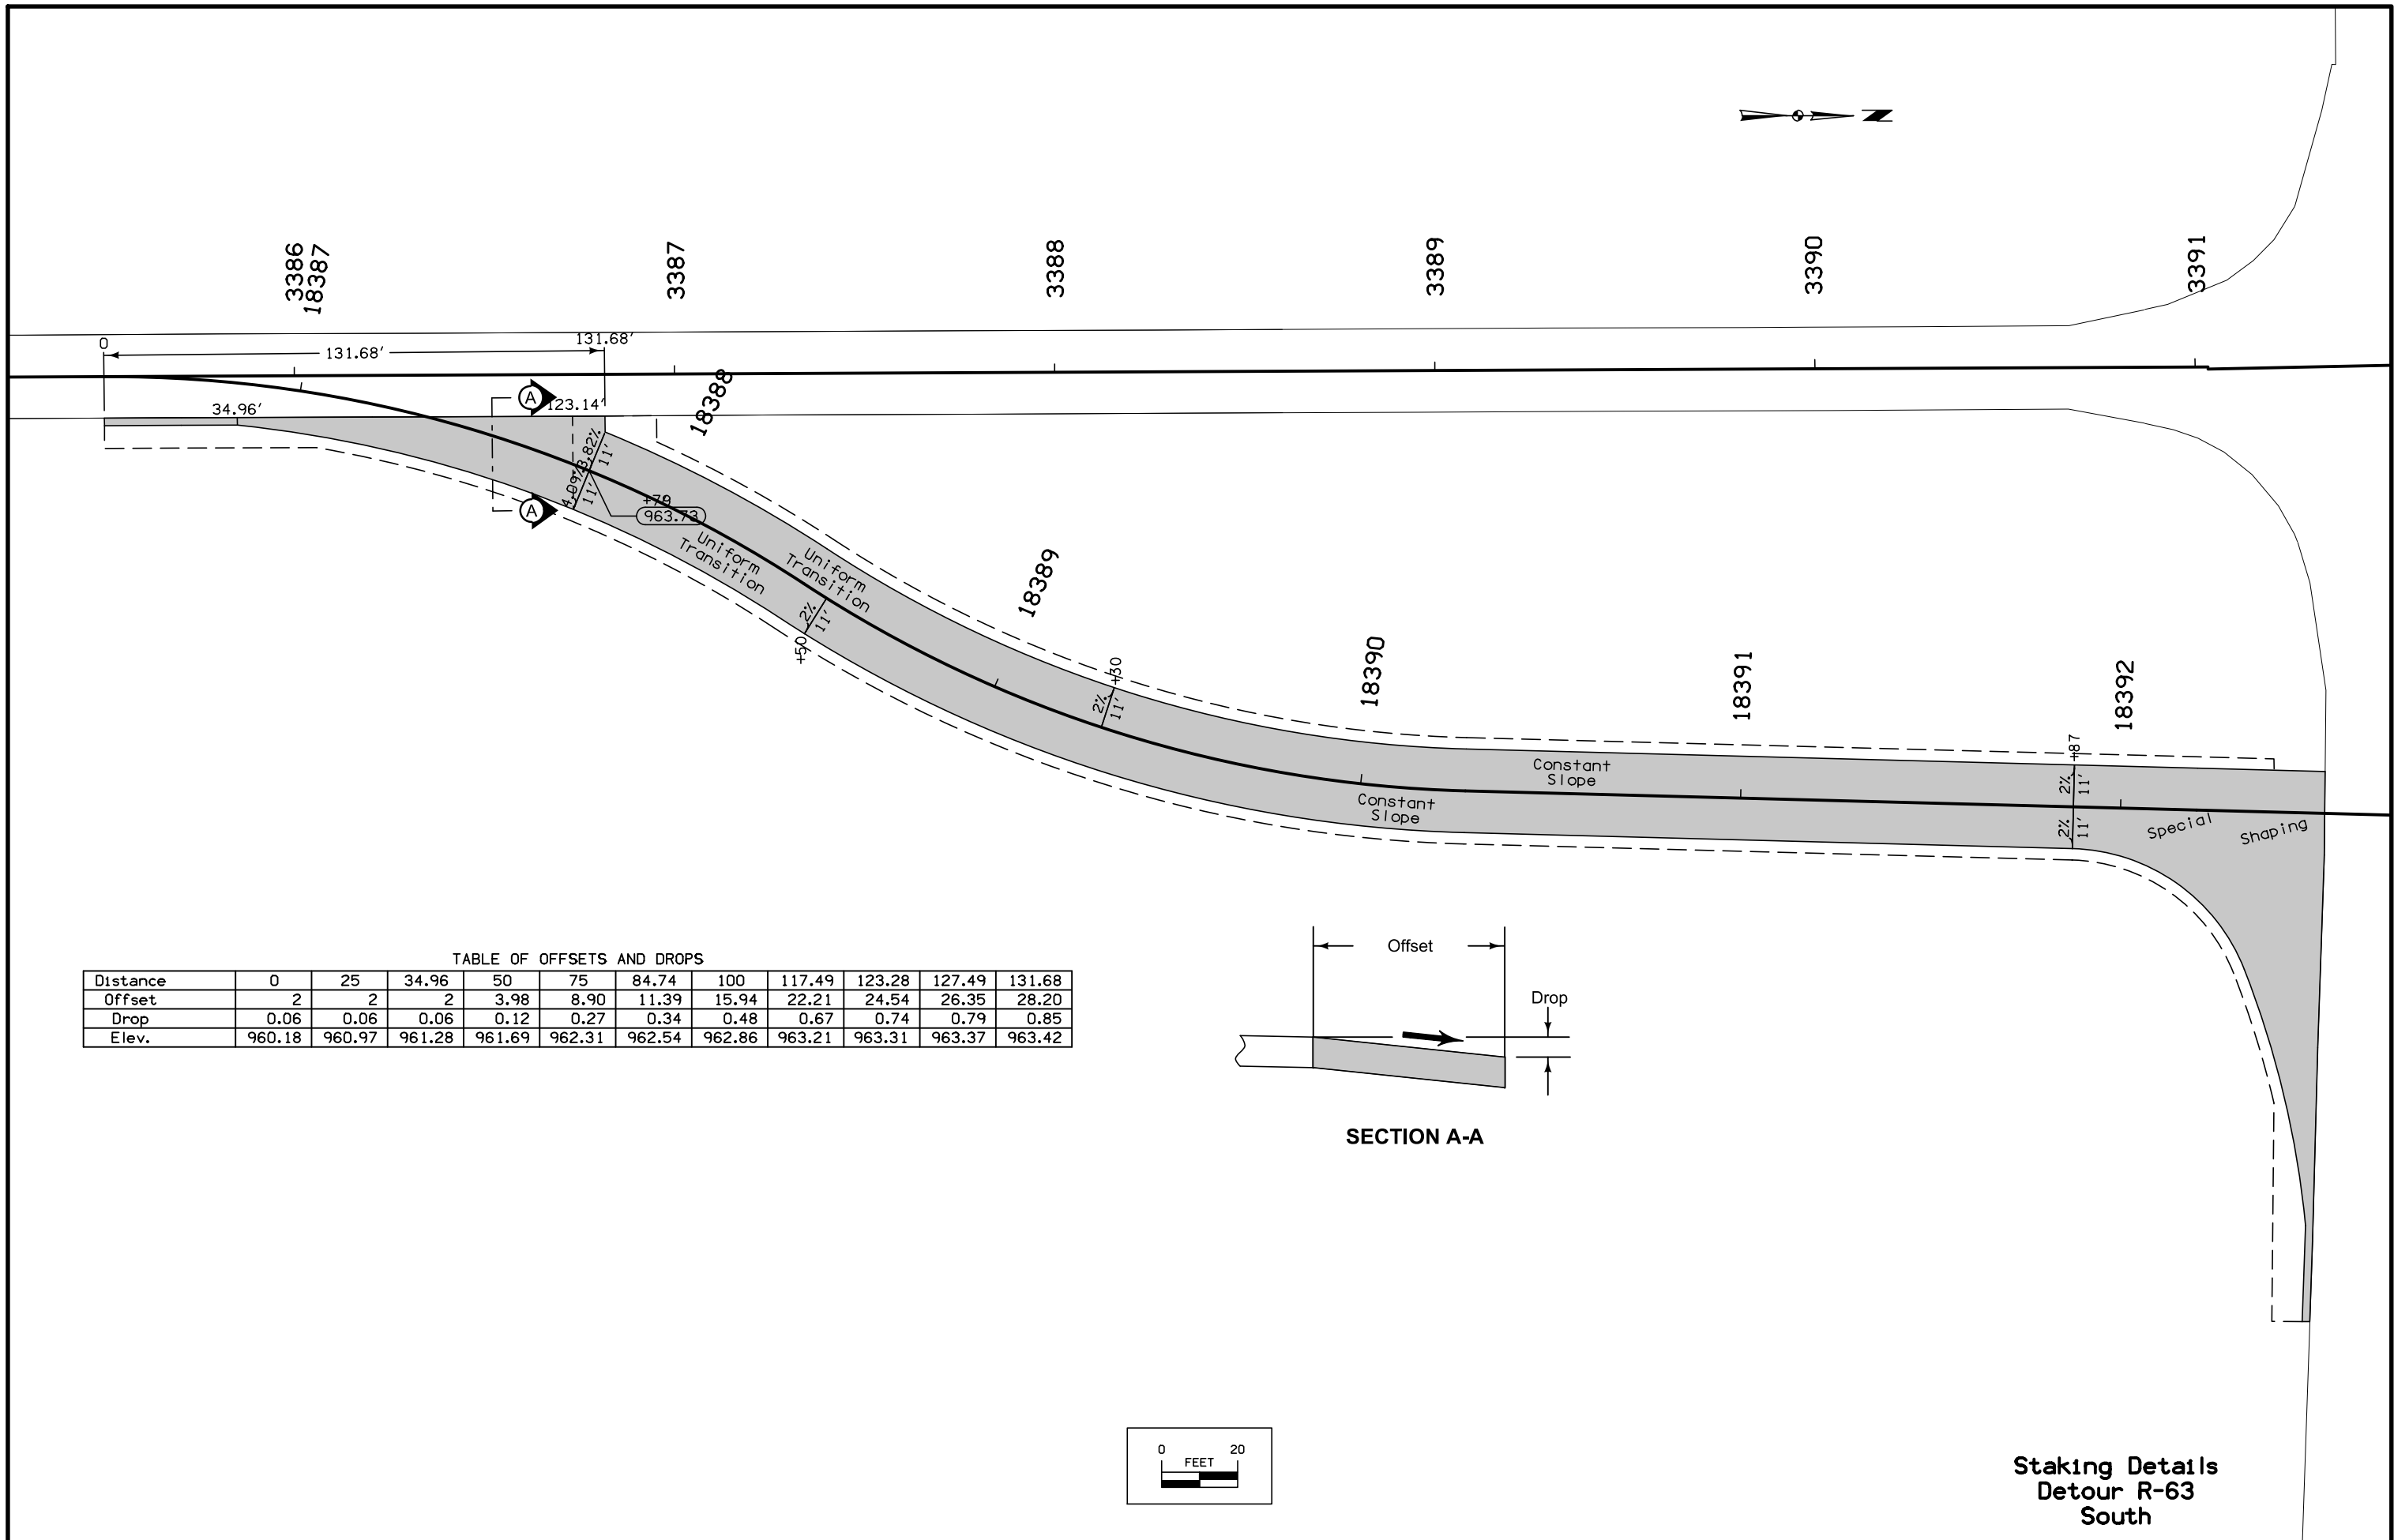 3386
18387
3387
3388
3389
3390
3391
0
131.68'
131.68'
34.96'
A
123.14'
18388
3.82%
11'
4.09%
11'
A
+79
963.73
Uniform
Transition
Uniform
Transition
2%
11'
+50
18389
+30
2%
11'
18390
18391
18392
Constant
Slope
Constant
Slope
+87
2%
11'
2%
11'
Special
Shaping
TABLE OF OFFSETS AND DROPS
Distance 0 25 34.96 50 75 84.74 100 117.49 123.28 127.49 131.68
Offset 2 2 2 3.98 8.90 11.39 15.94 22.21 24.54 26.35 28.20
Drop 0.06 0.06 0.06 0.12 0.27 0.34 0.48 0.67 0.74 0.79 0.85
Elev. 960.18 960.97 961.28 961.69 962.31 962.54 962.86 963.21 963.31 963.37 963.42
Offset
Drop
SECTION A-A
0 20
FEET
Staking Details
Detour R-63
South
N